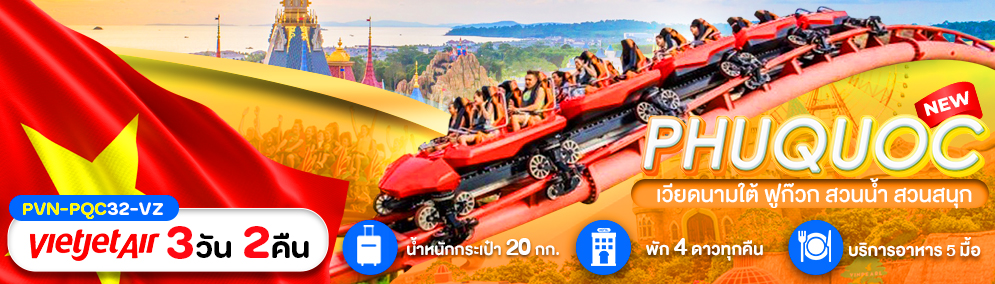 NEW
PHUQUOC
เวียดนามใต้ ฟูก๊วก สวนน้ำ สวนสนุก
PVN-PQC32-VZ
vietjetAir 3 วัน 2 คืน
น้ำหนักกระเป๋า 20 กก.
พัก 4 ดาวทุกคืน
บริการอาหาร 5 มื้อ